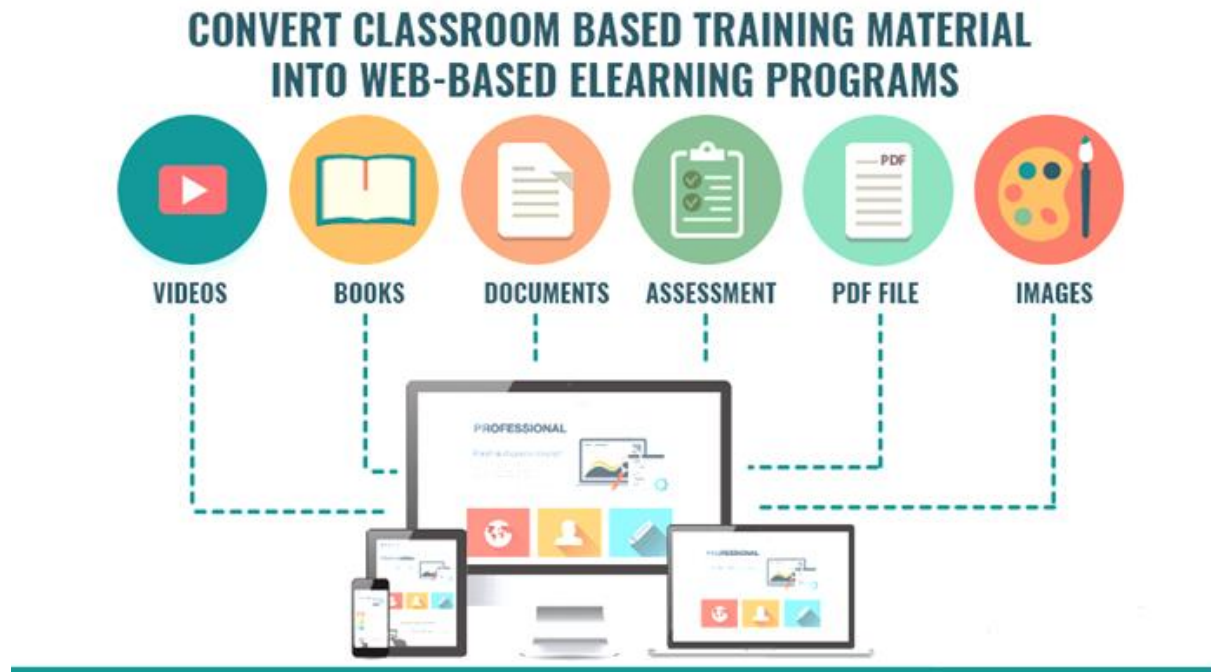 CONVERT CLASSROOM BASED TRAINING MATERIAL
INTO WEB-BASED ELEARNING PROGRAMS
PDF
VIDEOS
BOOKS
DOCUMENTS
ASSESSMENT
PDF FILE
IMAGES
PROFESSIONAL
PROFESSIONAL